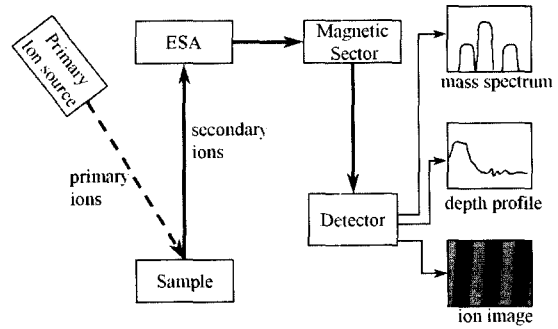 Primary
Ion source
ESA
Magnetic
Sector
mass spectrum
secondary
ions
primary
ions
depth profile
Detector
Sample
ion image